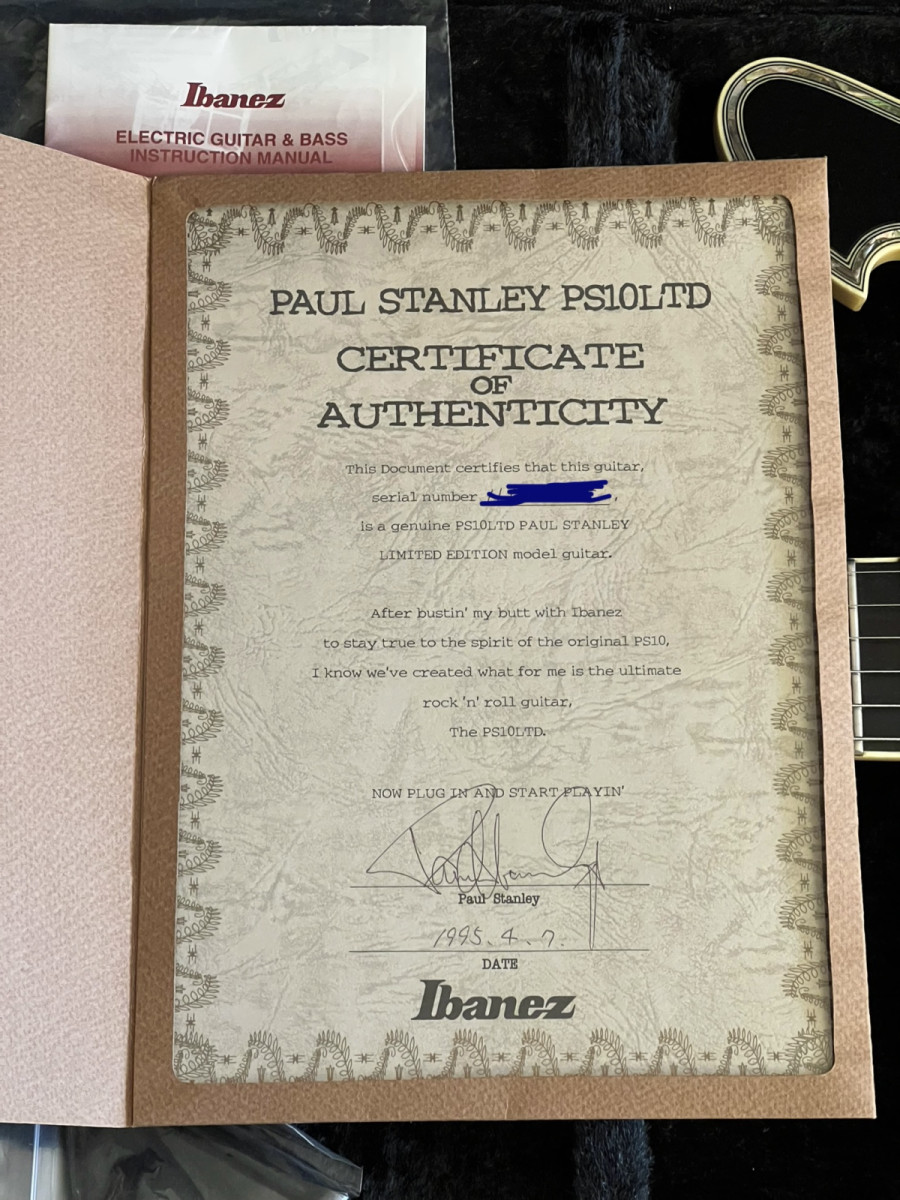 Ibanez
ELECTRIC GUITAR & BASS
INSTRUCTION MANUAL
PAUL STANLEY PS10LTD
CERTIFICATE
OF
AUTHENTICITY
This Document certifies that this guitar,
serial number ,
is a genuine PS10LTD PAUL STANLEY
LIMITED EDITION model guitar.
After bustin' my butt with Ibanez
to stay true to the spirit of the original PS10,
I know we've created what for me is the ultimate
rock 'n' roll guitar,
The PS10LTD.
NOW PLUG IN AND START PLAYIN'
Paul Stanley
Paul Stanley
1995. 4. 7.
DATE
Ibanez